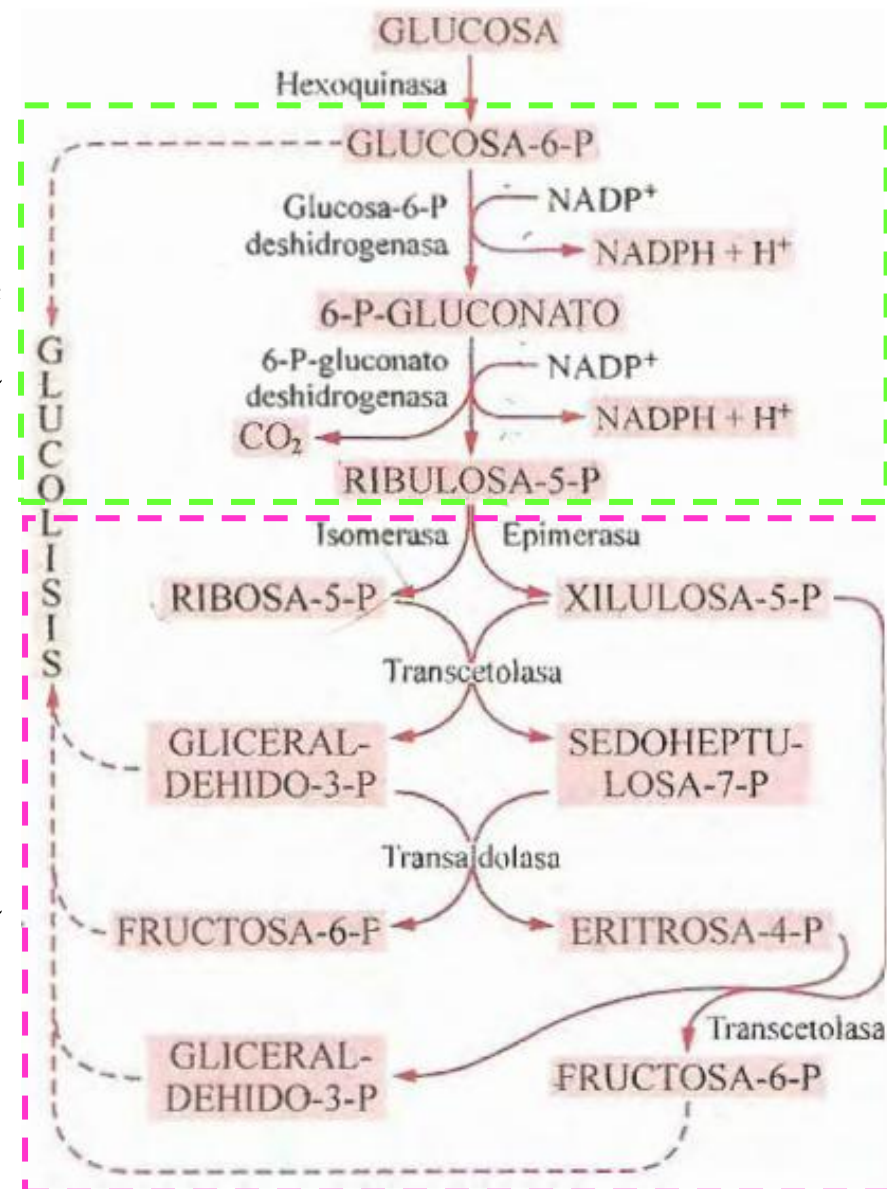 GLUCOSA
Hexoquinasa
GLUCOSA-6-P
Glucosa-6-P
deshidrogenasa
NADP⁺
NADPH + H⁺
6-P-GLUCONATO
6-P-gluconato
deshidrogenasa
NADP⁺
NADPH + H⁺
CO₂
RIBULOSA-5-P
GLUCOLISIS
Isomerasa
Epimerasa
RIBOSA-5-P
XILULOSA-5-P
Transcetolasa
GLICERAL-
DEHIDO-3-P
SEDOHEPTU-
LOSA-7-P
Transaldolasa
FRUCTOSA-6-P
ERITROSA-4-P
Transcetolasa
GLICERAL-
DEHIDO-3-P
FRUCTOSA-6-P